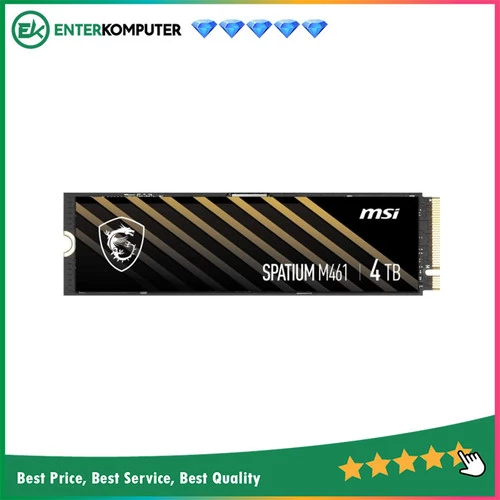 EK ENTERKOMPUTER
msi
SPATIUM M461 | 4 TB
Best Price, Best Service, Best Quality